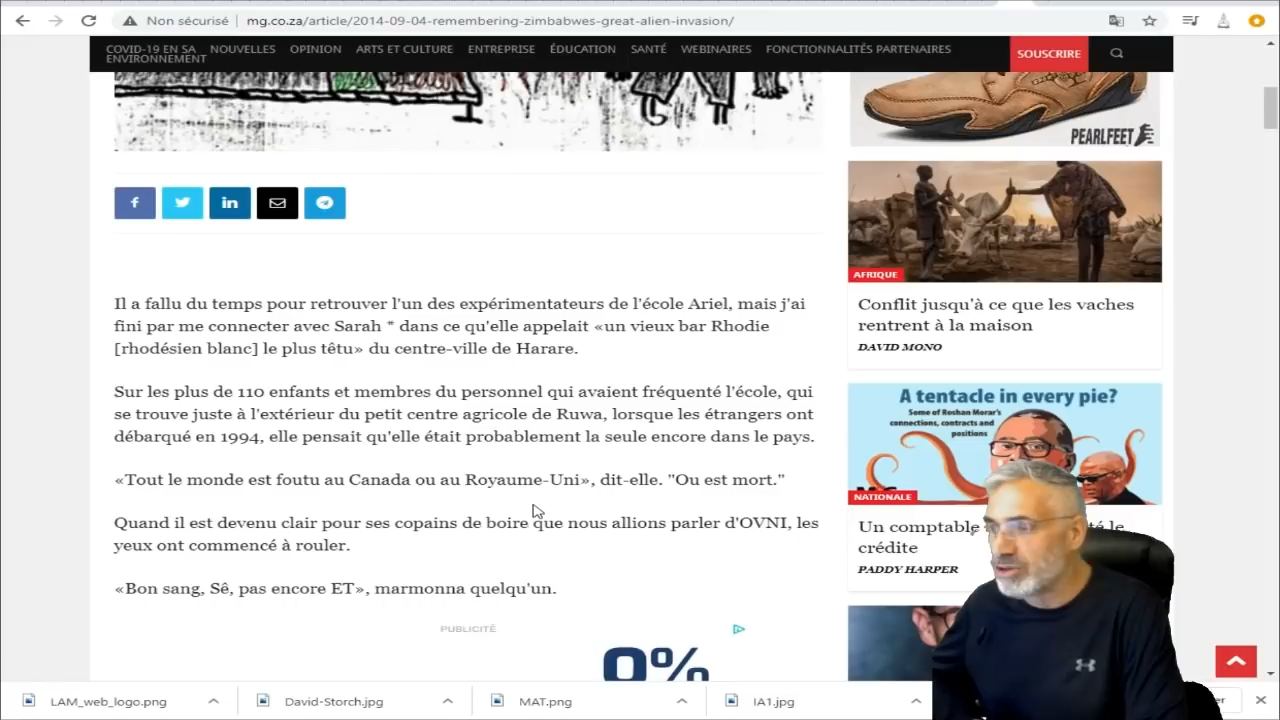 Non sécurisé | mg.co.za/article/2014-09-04-remembering-zimbabwes-great-alien-invasion/
COVID-19 EN SA NOUVELLES OPINION ARTS ET CULTURE ENTREPRISE ÉDUCATION SANTÉ WEBINAIRES FONCTIONNALITÉS PARTENAIRES
ENVIRONNEMENT
SOUSCRIRE
PEARLFEET
Il a fallu du temps pour retrouver l'un des expérimentateurs de l'école Ariel, mais j'ai
fini par me connecter avec Sarah * dans ce qu'elle appelait «un vieux bar Rhodie
[rhodésien blanc] le plus têtu» du centre-ville de Harare.
Sur les plus de 110 enfants et membres du personnel qui avaient fréquenté l'école, qui
se trouve juste à l'extérieur du petit centre agricole de Ruwa, lorsque les étrangers ont
débarqué en 1994, elle pensait qu'elle était probablement la seule encore dans le pays.
«Tout le monde est foutu au Canada ou au Royaume-Uni», dit-elle. "Ou est mort."
Quand il est devenu clair pour ses copains de boire que nous allions parler d'OVNI, les
yeux ont commencé à rouler.
«Bon sang, Sê, pas encore ET», marmonna quelqu'un.
PUBLICITÉ
0%
AFRIQUE
Conflit jusqu'à ce que les vaches
rentrent à la maison
DAVID MONO
A tentacle in every pie?
Some of Roshan Morar's
connections, contracts and
positions
NATIONALE
Un comptable té le
crédite
PADDY HARPER
LAM_web_logo.png
David-Storch.jpg
MAT.png
IA1.jpg